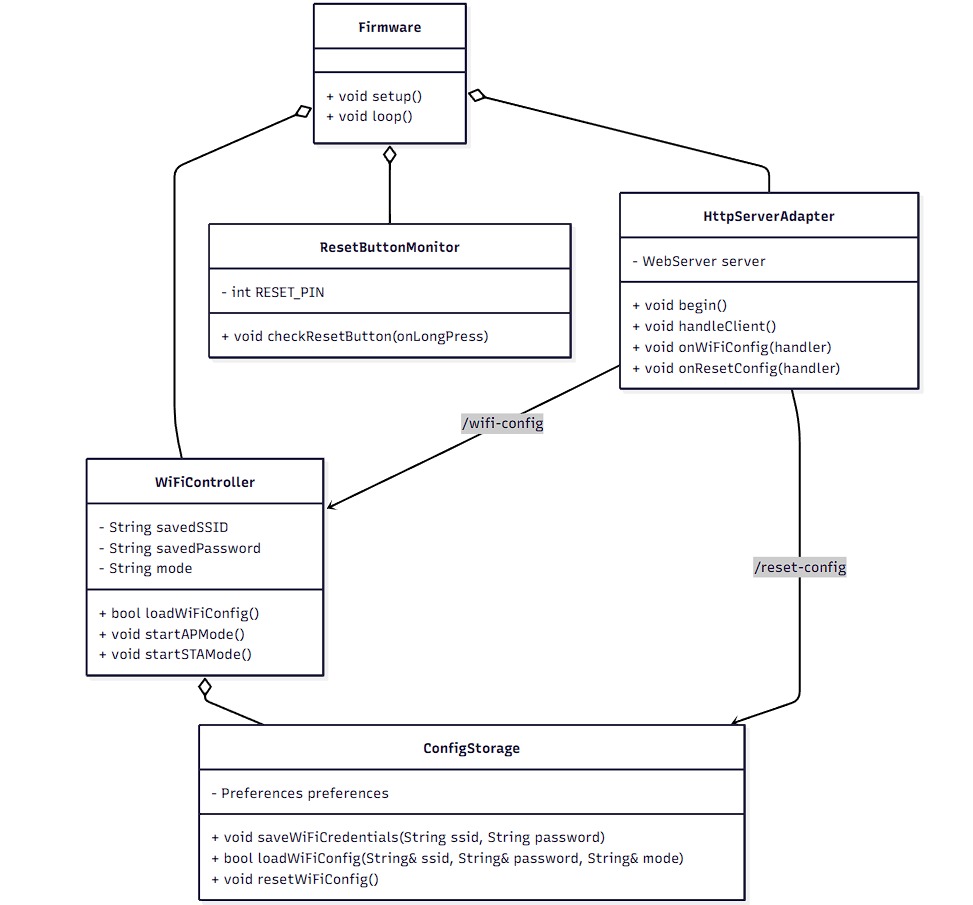 Firmware
+ void setup()
+ void loop()
HttpServerAdapter
- WebServer server
+ void begin()
+ void handleClient()
+ void onWiFiConfig(handler)
+ void onResetConfig(handler)
ResetButtonMonitor
- int RESET_PIN
+ void checkResetButton(onLongPress)
/wifi-config
WiFiController
- String savedSSID
- String savedPassword
- String mode
+ bool loadWiFiConfig()
+ void startAPMode()
+ void startSTAMode()
/reset-config
ConfigStorage
- Preferences preferences
+ void saveWiFiCredentials(String ssid, String password)
+ bool loadWiFiConfig(String& ssid, String& password, String& mode)
+ void resetWiFiConfig()